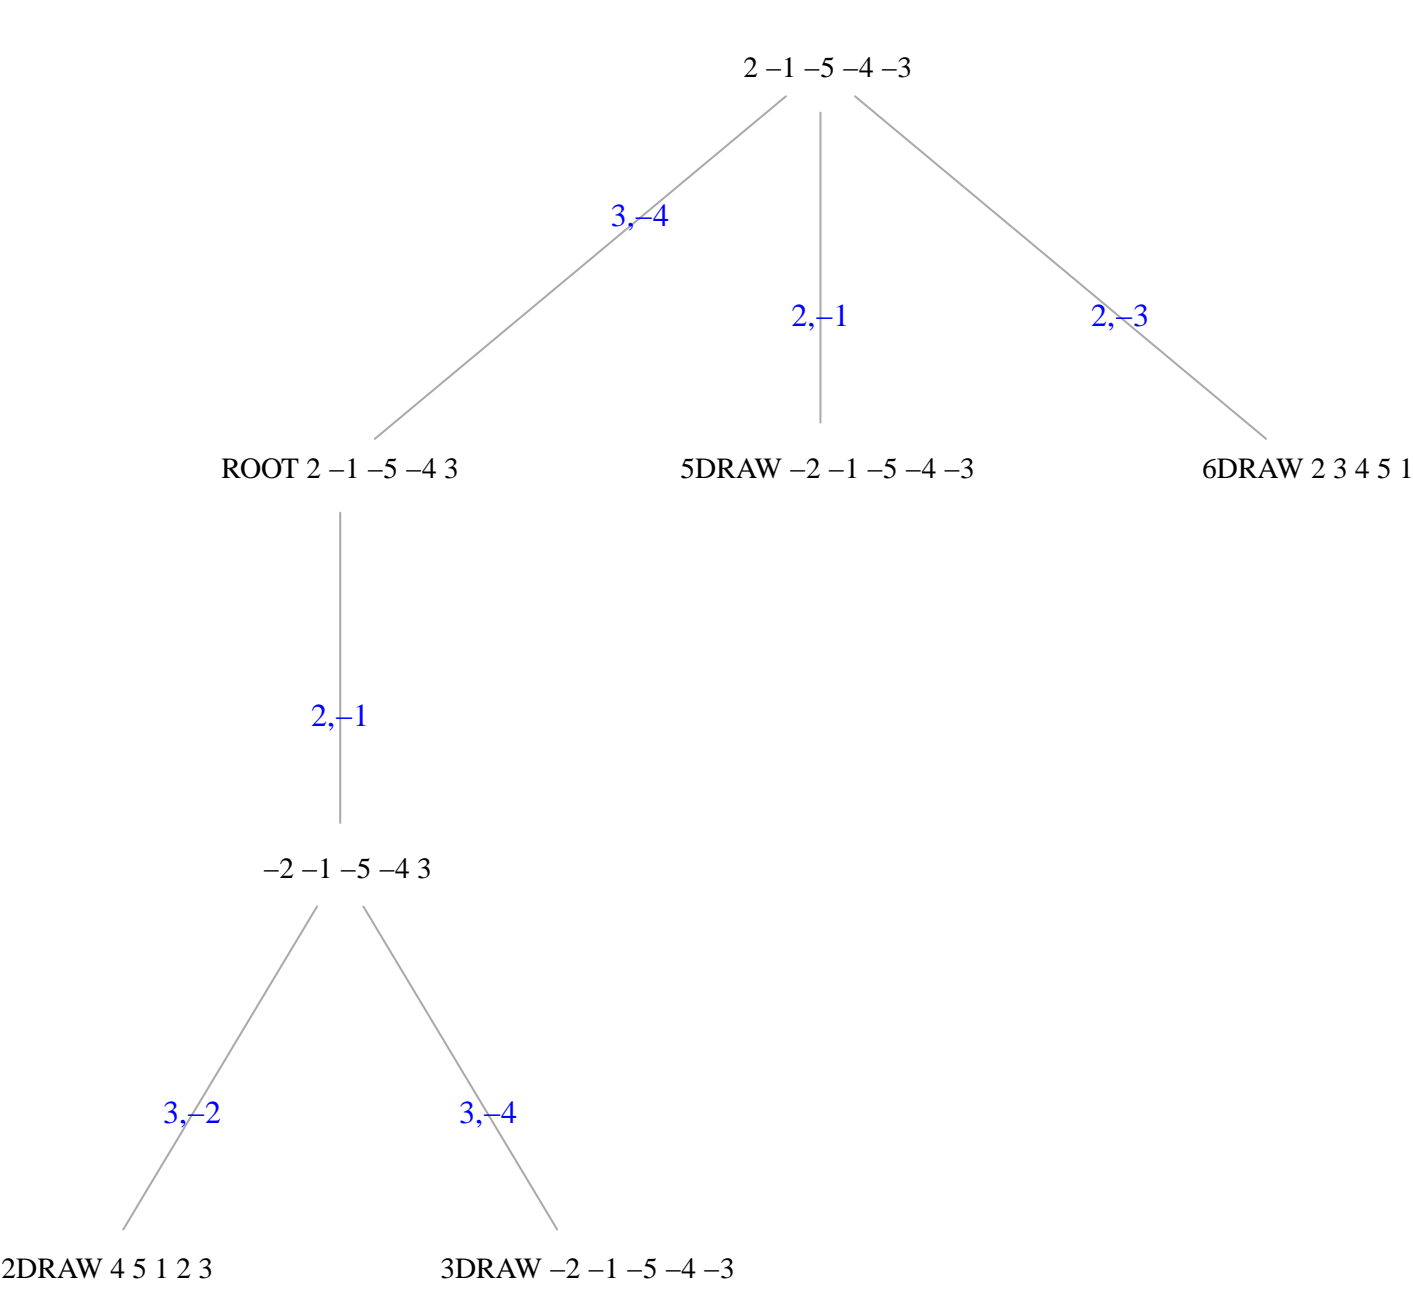 2 –1 –5 –4 –3
3,–4
2,–1
2,–3
ROOT 2 –1 –5 –4 3
5DRAW –2 –1 –5 –4 –3
6DRAW 2 3 4 5 1
2,–1
–2 –1 –5 –4 3
3,–2
3,–4
2DRAW 4 5 1 2 3
3DRAW –2 –1 –5 –4 –3